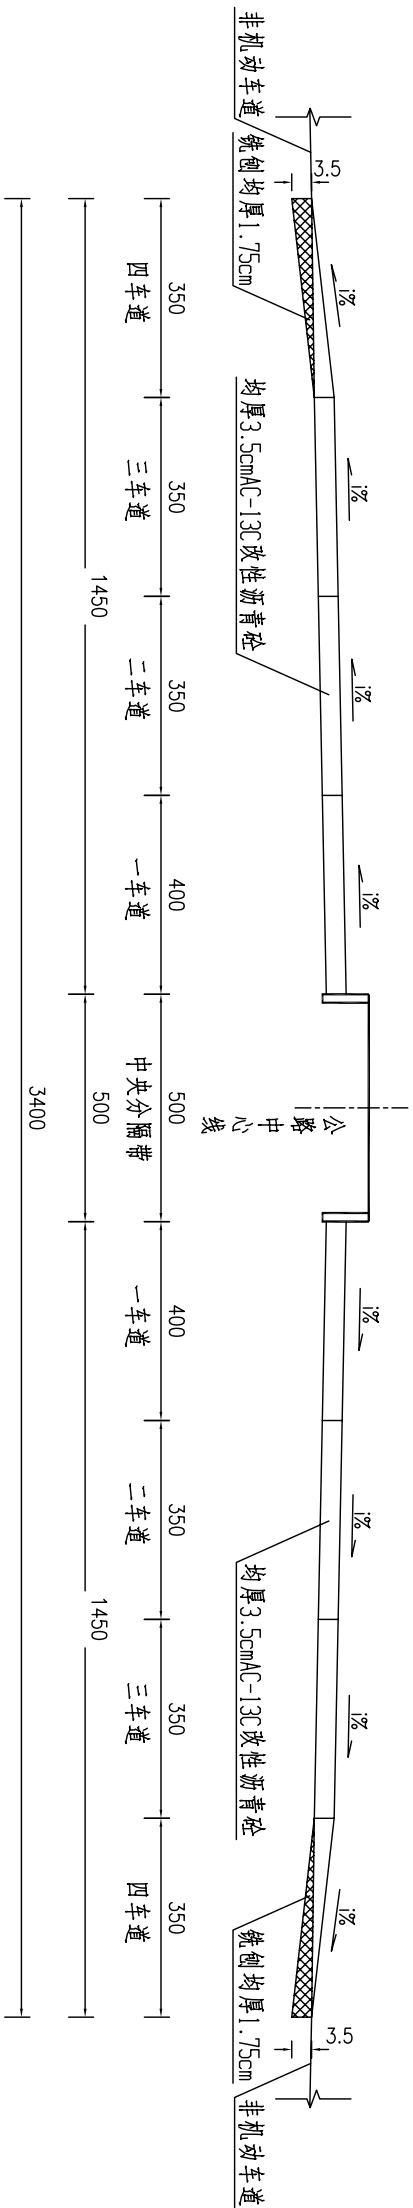 非机动车道
铣刨均厚1.75cm
3.5
i%
均厚3.5cmAC-13C改性沥青砼
i%
i%
i%
公路中心线
i%
i%
均厚3.5cmAC-13C改性沥青砼
i%
i%
铣刨均厚1.75cm
3.5
非机动车道
350
350
350
400
500
400
350
350
350
四车道
三车道
二车道
一车道
中央分隔带
一车道
二车道
三车道
四车道
1450
500
1450
3400